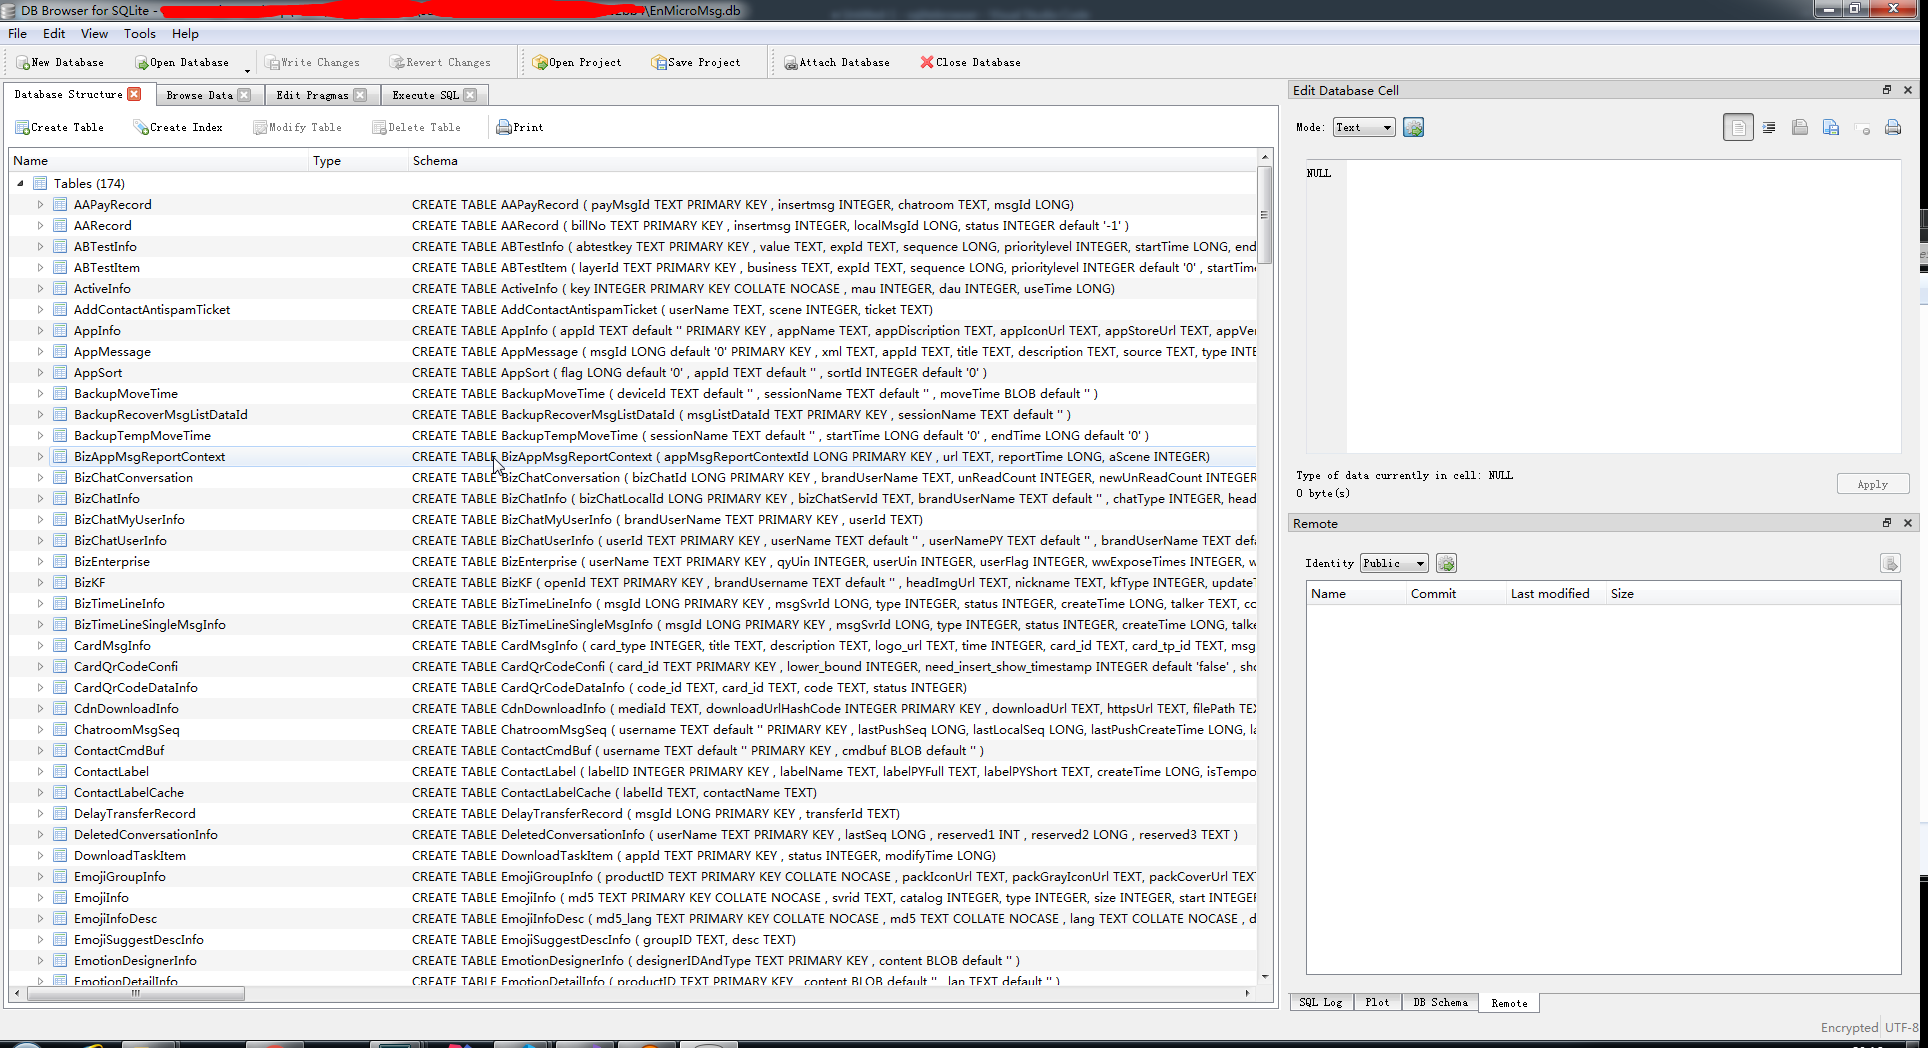 DB Browser for SQLite - \EnMicroMsg.db
File Edit View Tools Help
New Database Open Database Write Changes Revert Changes Open Project Save Project Attach Database Close Database
Database Structure Browse Data Edit Pragmas Execute SQL
Create Table Create Index Modify Table Delete Table Print
Name Type Schema
Tables (174)
AAPayRecord CREATE TABLE AAPayRecord ( payMsgId TEXT PRIMARY KEY , insertmsg INTEGER, chatroom TEXT, msgId LONG)
AARecord CREATE TABLE AARecord ( billNo TEXT PRIMARY KEY , insertmsg INTEGER, localMsgId LONG, status INTEGER default '-1' )
ABTestInfo CREATE TABLE ABTestInfo ( abtestkey TEXT PRIMARY KEY , value TEXT, expId TEXT, sequence LONG, prioritylevel INTEGER, startTime LONG, end
ABTestItem CREATE TABLE ABTestItem ( layerId TEXT PRIMARY KEY , business TEXT, expId TEXT, sequence LONG, prioritylevel INTEGER default '0' , startTime
ActiveInfo CREATE TABLE ActiveInfo ( key INTEGER PRIMARY KEY COLLATE NOCASE , mau INTEGER, dau INTEGER, useTime LONG)
AddContactAntispamTicket CREATE TABLE AddContactAntispamTicket ( userName TEXT, scene INTEGER, ticket TEXT)
AppInfo CREATE TABLE AppInfo ( appId TEXT default '' PRIMARY KEY , appName TEXT, appDiscription TEXT, appIconUrl TEXT, appStoreUrl TEXT, appVer
AppMessage CREATE TABLE AppMessage ( msgId LONG default '0' PRIMARY KEY , xml TEXT, appId TEXT, title TEXT, description TEXT, source TEXT, type INTE
AppSort CREATE TABLE AppSort ( flag LONG default '0' , appId TEXT default '' , sortId INTEGER default '0' )
BackupMoveTime CREATE TABLE BackupMoveTime ( deviceId TEXT default '' , sessionName TEXT default '' , moveTime BLOB default '' )
BackupRecoverMsgListDataId CREATE TABLE BackupRecoverMsgListDataId ( msgListDataId TEXT PRIMARY KEY , sessionName TEXT default '' )
BackupTempMoveTime CREATE TABLE BackupTempMoveTime ( sessionName TEXT default '' , startTime LONG default '0' , endTime LONG default '0' )
BizAppMsgReportContext CREATE TABLE BizAppMsgReportContext ( appMsgReportContextId LONG PRIMARY KEY , url TEXT, reportTime LONG, aScene INTEGER)
BizChatConversation CREATE TABLE BizChatConversation ( bizChatId LONG PRIMARY KEY , brandUserName TEXT, unReadCount INTEGER, newUnReadCount INTEGER
BizChatInfo CREATE TABLE BizChatInfo ( bizChatLocalId LONG PRIMARY KEY , bizChatServId TEXT, brandUserName TEXT default '' , chatType INTEGER, head
BizChatMyUserInfo CREATE TABLE BizChatMyUserInfo ( brandUserName TEXT PRIMARY KEY , userId TEXT)
BizChatUserInfo CREATE TABLE BizChatUserInfo ( userId TEXT PRIMARY KEY , userName TEXT default '' , userNamePY TEXT default '' , brandUserName TEXT defa
BizEnterprise CREATE TABLE BizEnterprise ( userName TEXT PRIMARY KEY , qyUin INTEGER, userUin INTEGER, userFlag INTEGER, wwExposeTimes INTEGER, w
BizKF CREATE TABLE BizKF ( openId TEXT PRIMARY KEY , brandUsername TEXT default '' , headImgUrl TEXT, nickname TEXT, kfType INTEGER, updateT
BizTimeLineInfo CREATE TABLE BizTimeLineInfo ( msgId LONG PRIMARY KEY , msgSvrId LONG, type INTEGER, status INTEGER, createTime LONG, talker TEXT, co
BizTimeLineSingleMsgInfo CREATE TABLE BizTimeLineSingleMsgInfo ( msgId LONG PRIMARY KEY , msgSvrId LONG, type INTEGER, status INTEGER, createTime LONG, talke
CardMsgInfo CREATE TABLE CardMsgInfo ( card_type INTEGER, title TEXT, description TEXT, logo_url TEXT, time INTEGER, card_id TEXT, card_tp_id TEXT, msg
CardQrCodeConfi CREATE TABLE CardQrCodeConfi ( card_id TEXT PRIMARY KEY , lower_bound INTEGER, need_insert_show_timestamp INTEGER default 'false' , sho
CardQrCodeDataInfo CREATE TABLE CardQrCodeDataInfo ( code_id TEXT, card_id TEXT, code TEXT, status INTEGER)
CdnDownloadInfo CREATE TABLE CdnDownloadInfo ( mediaId TEXT, downloadUrlHashCode INTEGER PRIMARY KEY , downloadUrl TEXT, httpsUrl TEXT, filePath TEX
ChatroomMsgSeq CREATE TABLE ChatroomMsgSeq ( username TEXT default '' PRIMARY KEY , lastPushSeq LONG, lastLocalSeq LONG, lastPushCreateTime LONG, la
ContactCmdBuf CREATE TABLE ContactCmdBuf ( username TEXT default '' PRIMARY KEY , cmdbuf BLOB default '' )
ContactLabel CREATE TABLE ContactLabel ( labelID INTEGER PRIMARY KEY , labelName TEXT, labelPYFull TEXT, labelPYShort TEXT, createTime LONG, isTempo
ContactLabelCache CREATE TABLE ContactLabelCache ( labelId TEXT, contactName TEXT)
DelayTransferRecord CREATE TABLE DelayTransferRecord ( msgId LONG PRIMARY KEY , transferId TEXT)
DeletedConversationInfo CREATE TABLE DeletedConversationInfo ( userName TEXT PRIMARY KEY , lastSeq LONG , reserved1 INT , reserved2 LONG , reserved3 TEXT )
DownloadTaskItem CREATE TABLE DownloadTaskItem ( appId TEXT PRIMARY KEY , status INTEGER, modifyTime LONG)
EmojiGroupInfo CREATE TABLE EmojiGroupInfo ( productID TEXT PRIMARY KEY COLLATE NOCASE , packIconUrl TEXT, packGrayIconUrl TEXT, packCoverUrl TEXT
EmojiInfo CREATE TABLE EmojiInfo ( md5 TEXT PRIMARY KEY COLLATE NOCASE , svrid TEXT, catalog INTEGER, type INTEGER, size INTEGER, start INTEGER
EmojiInfoDesc CREATE TABLE EmojiInfoDesc ( md5_lang TEXT PRIMARY KEY COLLATE NOCASE , md5 TEXT COLLATE NOCASE , lang TEXT COLLATE NOCASE , d
EmojiSuggestDescInfo CREATE TABLE EmojiSuggestDescInfo ( groupID TEXT, desc TEXT)
EmotionDesignerInfo CREATE TABLE EmotionDesignerInfo ( designerIDAndType TEXT PRIMARY KEY , content BLOB default '' )
EmotionDetailInfo CREATE TABLE EmotionDetailInfo ( productID TEXT PRIMARY KEY , content BLOB default '' , lan TEXT default '' )
Edit Database Cell
Mode: Text
NULL
Type of data currently in cell: NULL
0 byte(s)
Apply
Remote
Identity Public
Name Commit Last modified Size
SQL Log Plot DB Schema Remote
Encrypted UTF-8